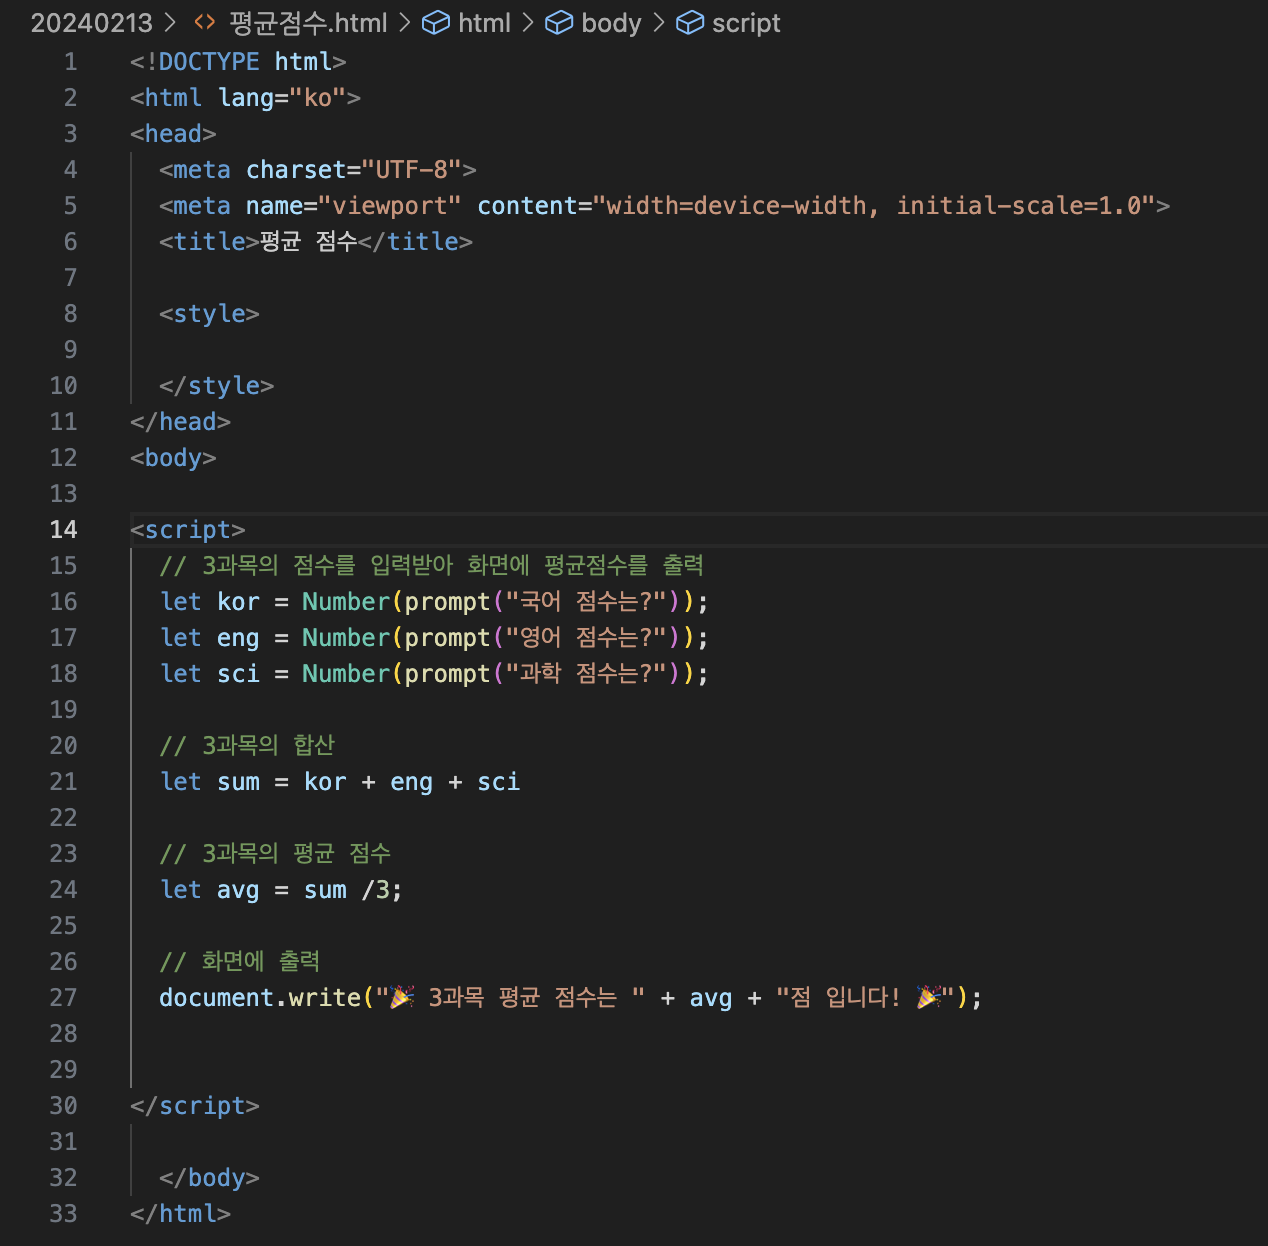 20240213 > <> 평균점수.html > html > body > script
1 <!DOCTYPE html>
2 <html lang="ko">
3 <head>
4   <meta charset="UTF-8">
5   <meta name="viewport" content="width=device-width, initial-scale=1.0">
6   <title>평균 점수</title>
7
8   <style>
9
10   </style>
11 </head>
12 <body>
13
14 <script>
15   // 3과목의 점수를 입력받아 화면에 평균점수를 출력
16   let kor = Number(prompt("국어 점수는?"));
17   let eng = Number(prompt("영어 점수는?"));
18   let sci = Number(prompt("과학 점수는?"));
19
20   // 3과목의 합산
21   let sum = kor + eng + sci
22
23   // 3과목의 평균 점수
24   let avg = sum /3;
25
26   // 화면에 출력
27   document.write("🎉 3과목 평균 점수는 " + avg + "점 입니다! 🎉");
28
29
30 </script>
31
32   </body>
33 </html>